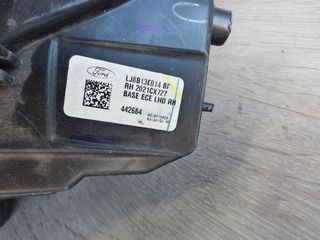 Ford
LJ8B13E014 BF
RH 2021CX727
BASE ECE LHD RH
442684